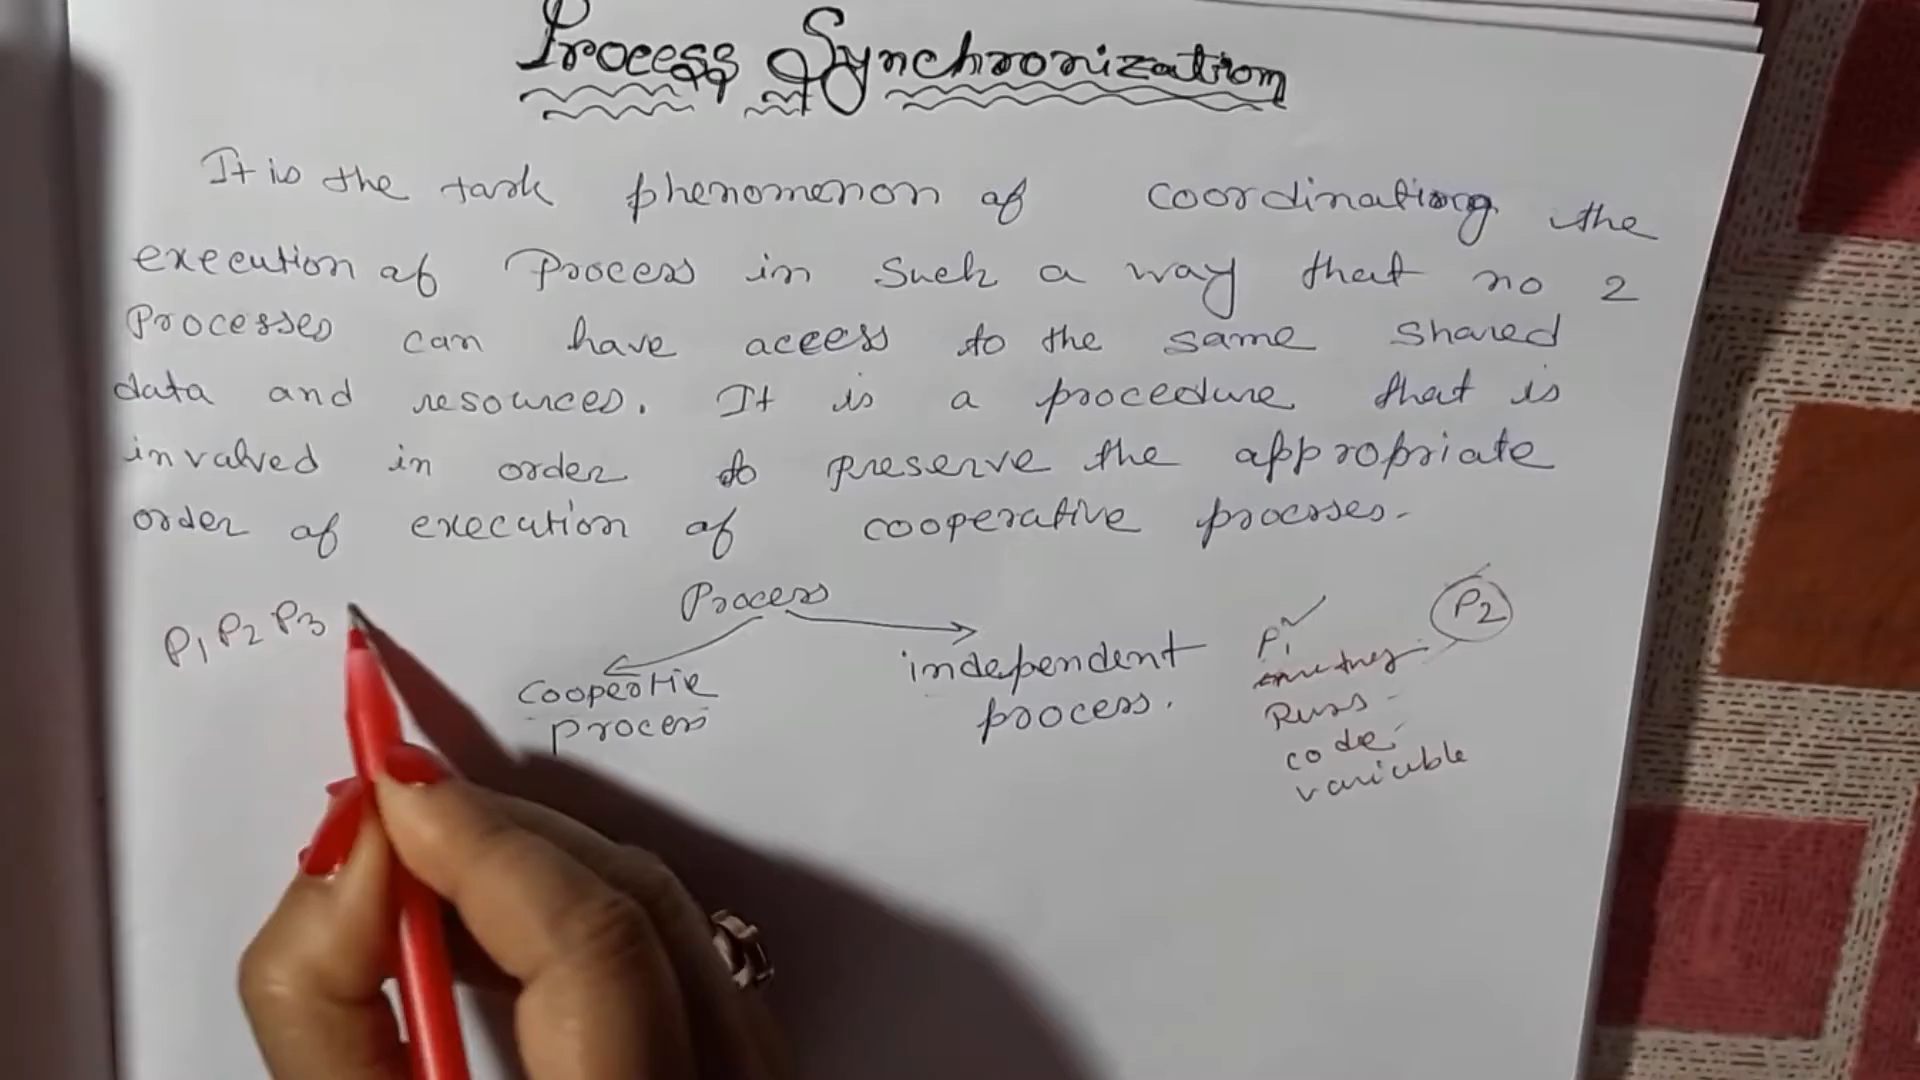 Process Synchronization
It is the task phenomenon of coordinating the
execution of Process in such a way that no 2
Processes can have access to the same shared
data and resources. It is a procedure that is
involved in order to preserve the appropriate
order of execution of cooperative processes.
Process
P1 P2 P3
Cooperative process
independent process.
P1 P2
code
variable